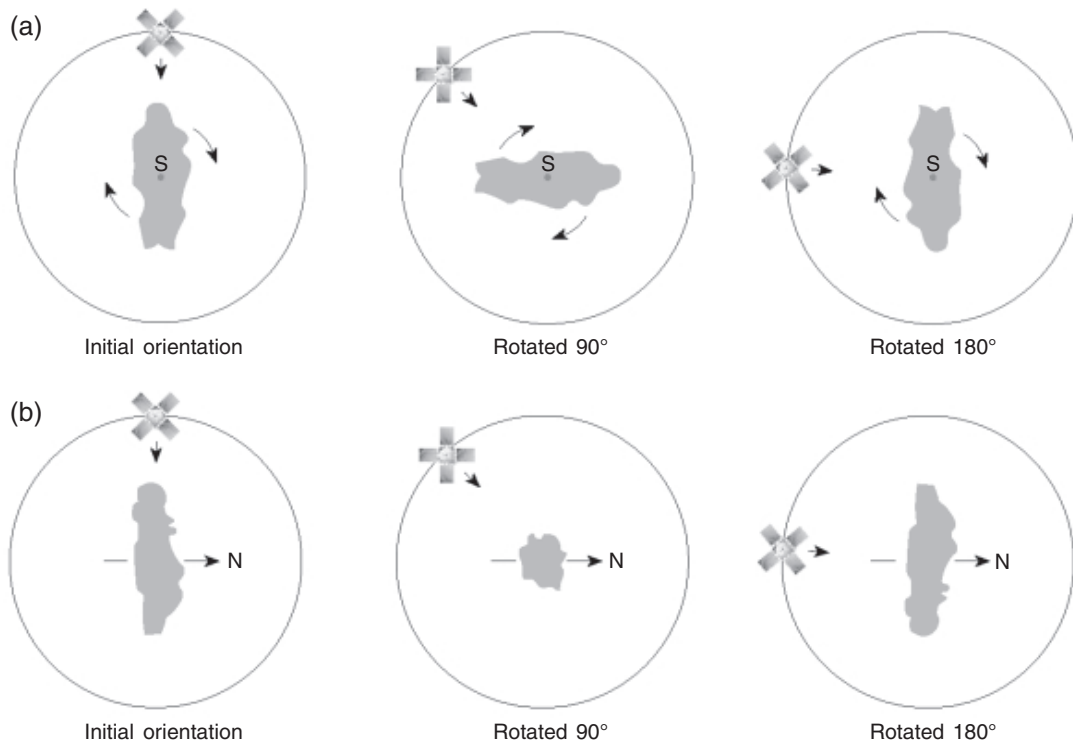 (a)
S
S
S
Initial orientation
Rotated 90°
Rotated 180°
(b)
N
N
N
Initial orientation
Rotated 90°
Rotated 180°